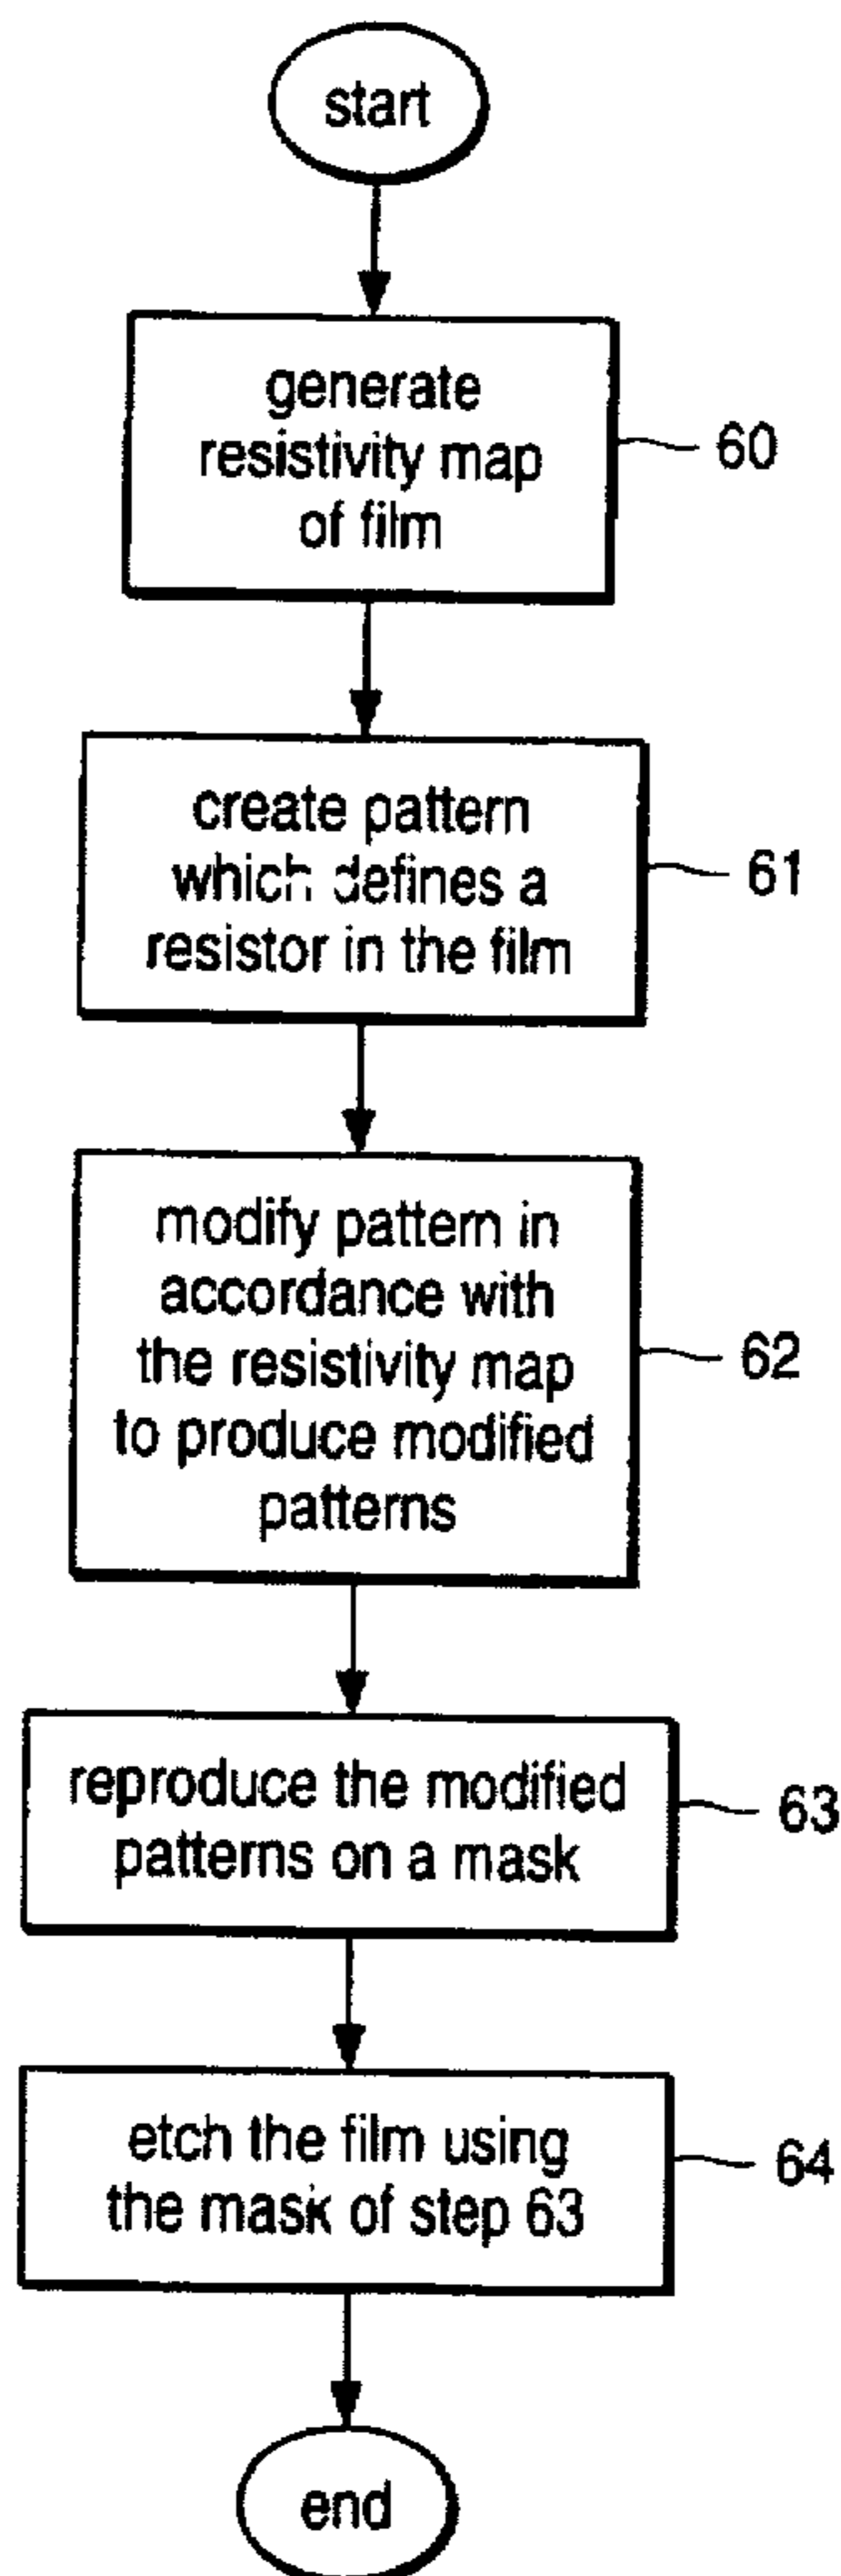 start
generate
resistivity map
of film
60
create pattern
which defines a
resistor in the film
61
modify pattern in
accordance with
the resistivity map
to produce modified
patterns
62
reproduce the modified
patterns on a mask
63
etch the film using
the mask of step 63
64
end